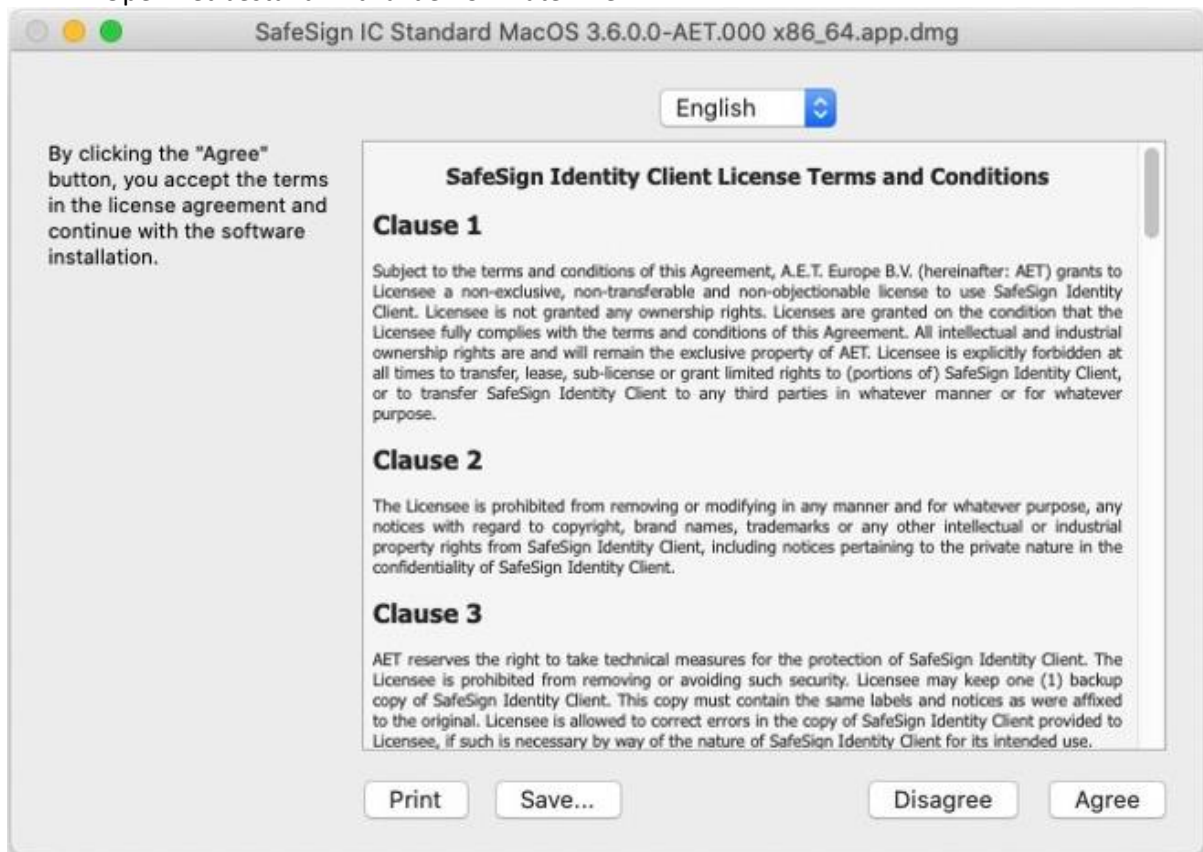 SafeSign IC Standard MacOS 3.6.0.0-AET.000 x86_64.app.dmg
English
By clicking the "Agree"
button, you accept the terms
in the license agreement and
continue with the software
installation.
SafeSign Identity Client License Terms and Conditions
Clause 1
Subject to the terms and conditions of this Agreement, A.E.T. Europe B.V. (hereinafter: AET) grants to
Licensee a non-exclusive, non-transferable and non-objectionable license to use SafeSign Identity
Client. Licensee is not granted any ownership rights. Licenses are granted on the condition that the
Licensee fully complies with the terms and conditions of this Agreement. All intellectual and industrial
ownership rights are and will remain the exclusive property of AET. Licensee is explicitly forbidden at
all times to transfer, lease, sub-license or grant limited rights to (portions of) SafeSign Identity Client,
or to transfer SafeSign Identity Client to any third parties in whatever manner or for whatever
purpose.
Clause 2
The Licensee is prohibited from removing or modifying in any manner and for whatever purpose, any
notices with regard to copyright, brand names, trademarks or any other intellectual or industrial
property rights from SafeSign Identity Client, including notices pertaining to the private nature in the
confidentiality of SafeSign Identity Client.
Clause 3
AET reserves the right to take technical measures for the protection of SafeSign Identity Client. The
Licensee is prohibited from removing or avoiding such security. Licensee may keep one (1) backup
copy of SafeSign Identity Client. This copy must contain the same labels and notices as were affixed
to the original. Licensee is allowed to correct errors in the copy of SafeSign Identity Client provided to
Licensee, if such is necessary by way of the nature of SafeSign Identity Client for its intended use.
Print
Save...
Disagree
Agree